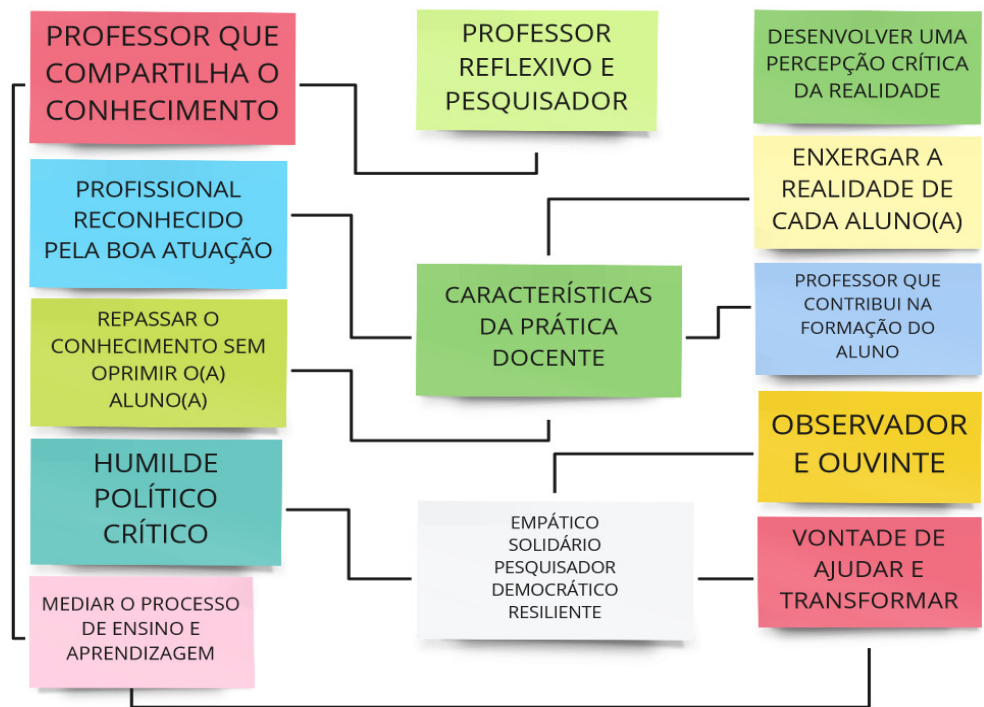 PROFESSOR QUE
COMPARTILHA O
CONHECIMENTO
PROFESSOR
REFLEXIVO E
PESQUISADOR
DESENVOLVER UMA
PERCEPÇÃO CRÍTICA
DA REALIDADE
PROFISSIONAL
RECONHECIDO
PELA BOA ATUAÇÃO
ENXERGAR A
REALIDADE DE
CADA ALUNO(A)
REPASSAR O
CONHECIMENTO SEM
OPRIMIR O(A)
ALUNO(A)
CARACTERÍSTICAS
DA PRÁTICA
DOCENTE
PROFESSOR QUE
CONTRIBUI NA
FORMAÇÃO DO
ALUNO
HUMILDE
POLÍTICO
CRÍTICO
OBSERVADOR
E OUVINTE
EMPÁTICO
SOLIDÁRIO
PESQUISADOR
DEMOCRÁTICO
RESILIENTE
VONTADE DE
AJUDAR E
TRANSFORMAR
MEDIAR O PROCESSO
DE ENSINO E
APRENDIZAGEM